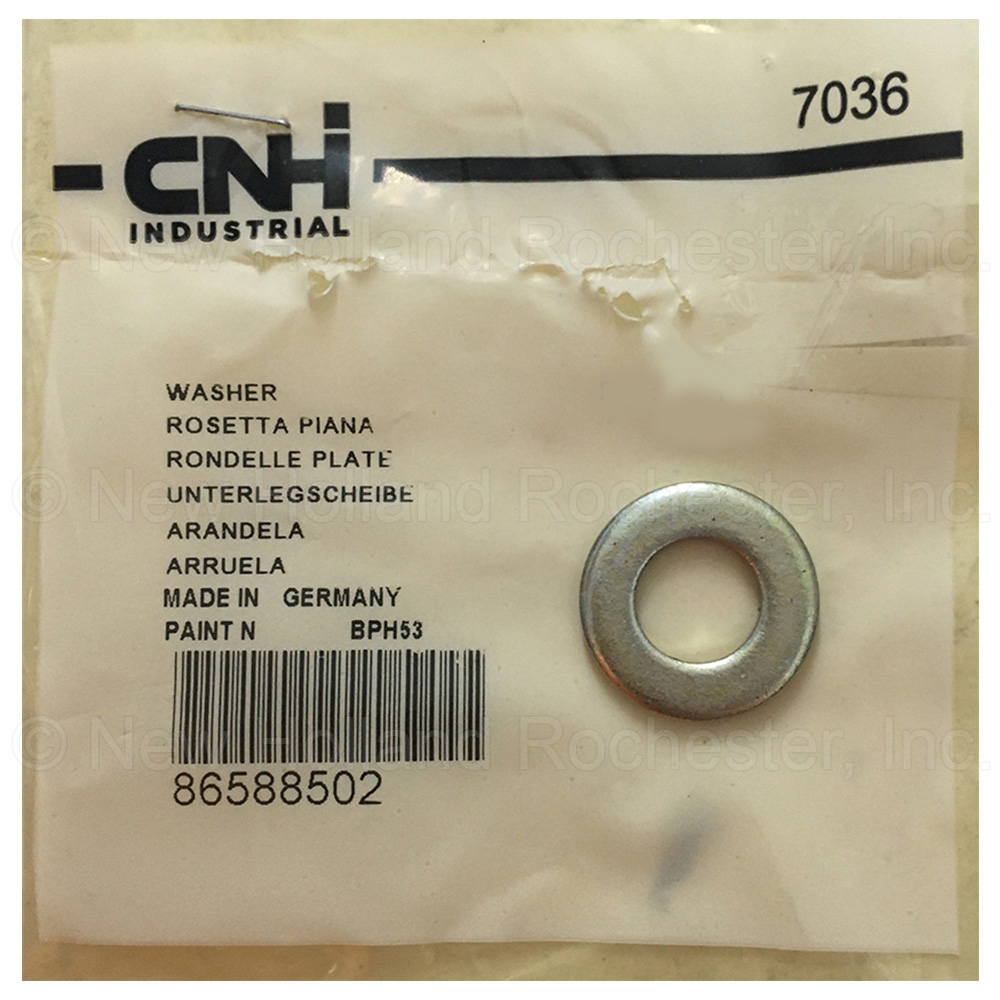 7036
CNH
INDUSTRIAL
© New Holland Rochester, Inc.
WASHER
ROSETTA PIANA
RONDELLE PLATE
UNTERLEGSCHEIBE
© New Holland Rochester, Inc.
ARANDELA
ARRUELA
MADE IN GERMANY
PAINT N BPH53
© New Holland Rochester, Inc.
86588502